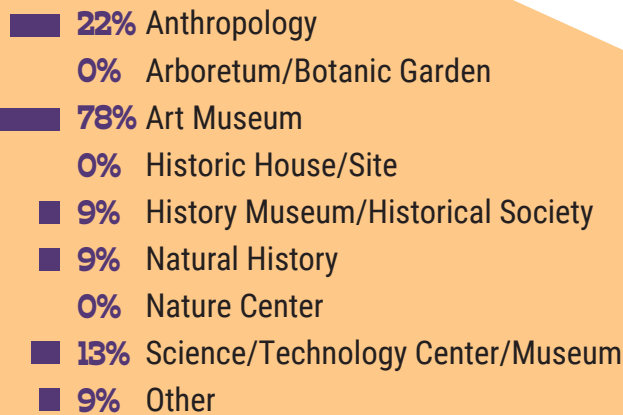 22% Anthropology
0% Arboretum/Botanic Garden
78% Art Museum
0% Historic House/Site
9% History Museum/Historical Society
9% Natural History
0% Nature Center
13% Science/Technology Center/Museum
9% Other